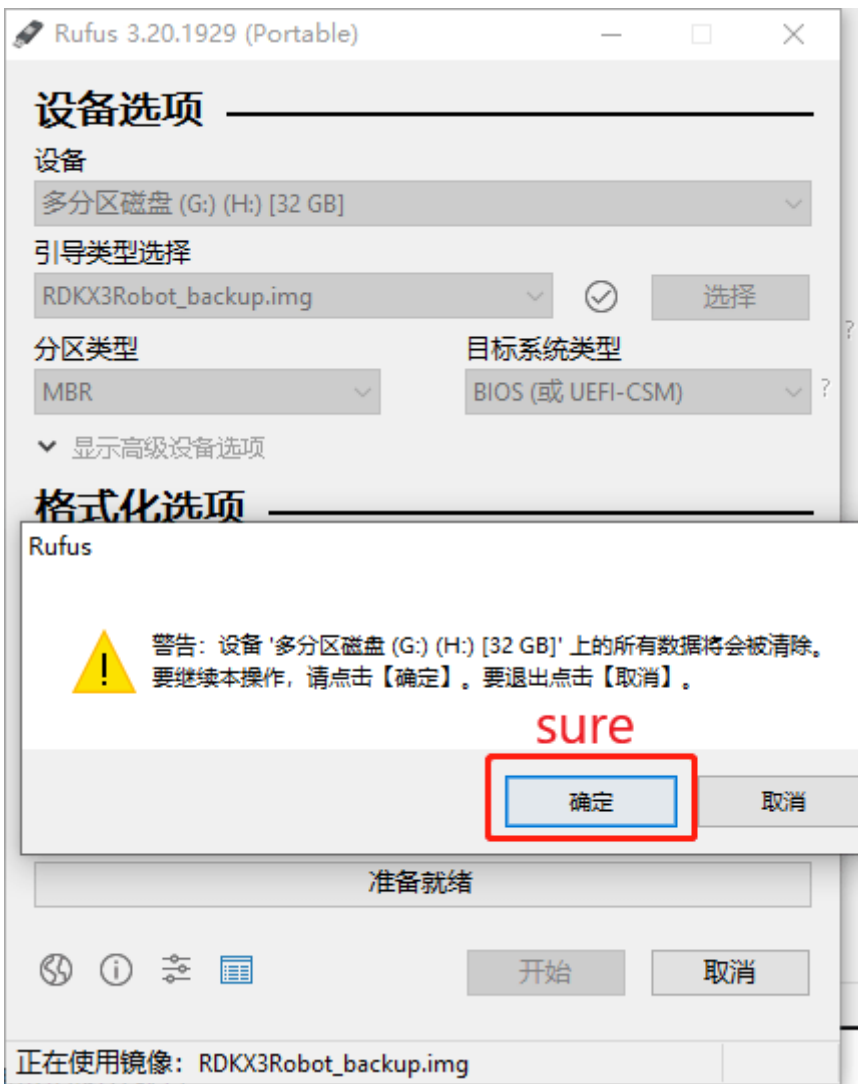 Rufus 3.20.1929 (Portable)
设备选项
设备
多分区磁盘 (G:) (H:) [32 GB]
引导类型选择
RDKX3Robot_backup.img
选择
?
分区类型
目标系统类型
MBR
BIOS (或 UEFI-CSM)
?
显示高级设备选项
格式化选项
Rufus
警告：设备 '多分区磁盘 (G:) (H:) [32 GB]' 上的所有数据将会被清除。
要继续本操作，请点击【确定】。要退出点击【取消】。
sure
确定
取消
准备就绪
开始
取消
正在使用镜像：RDKX3Robot_backup.img